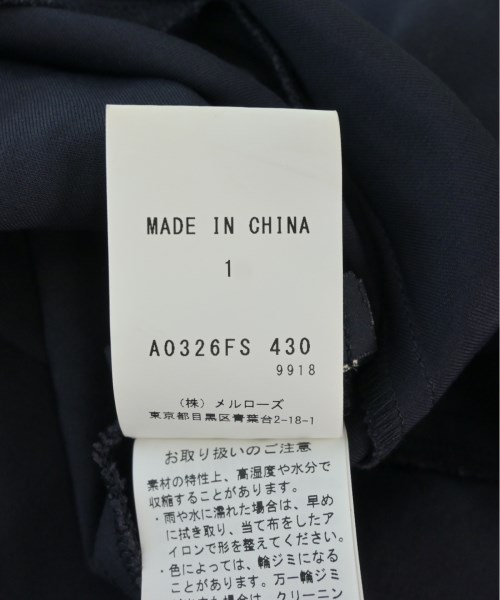 MADE IN CHINA
1
A0326FS 430
9918
（株）メルローズ
東京都目黒区青葉台2-18-1
お取り扱いのご注意
素材の特性上、高湿度や水分で
収縮することがあります。
・雨や水に濡れた場合は、早め
に拭き取り、当て布をしたア
イロンで形を整えてください。
・色によっては、輪ジミになる
ことがあります。万一輪ジミ
クリーニン